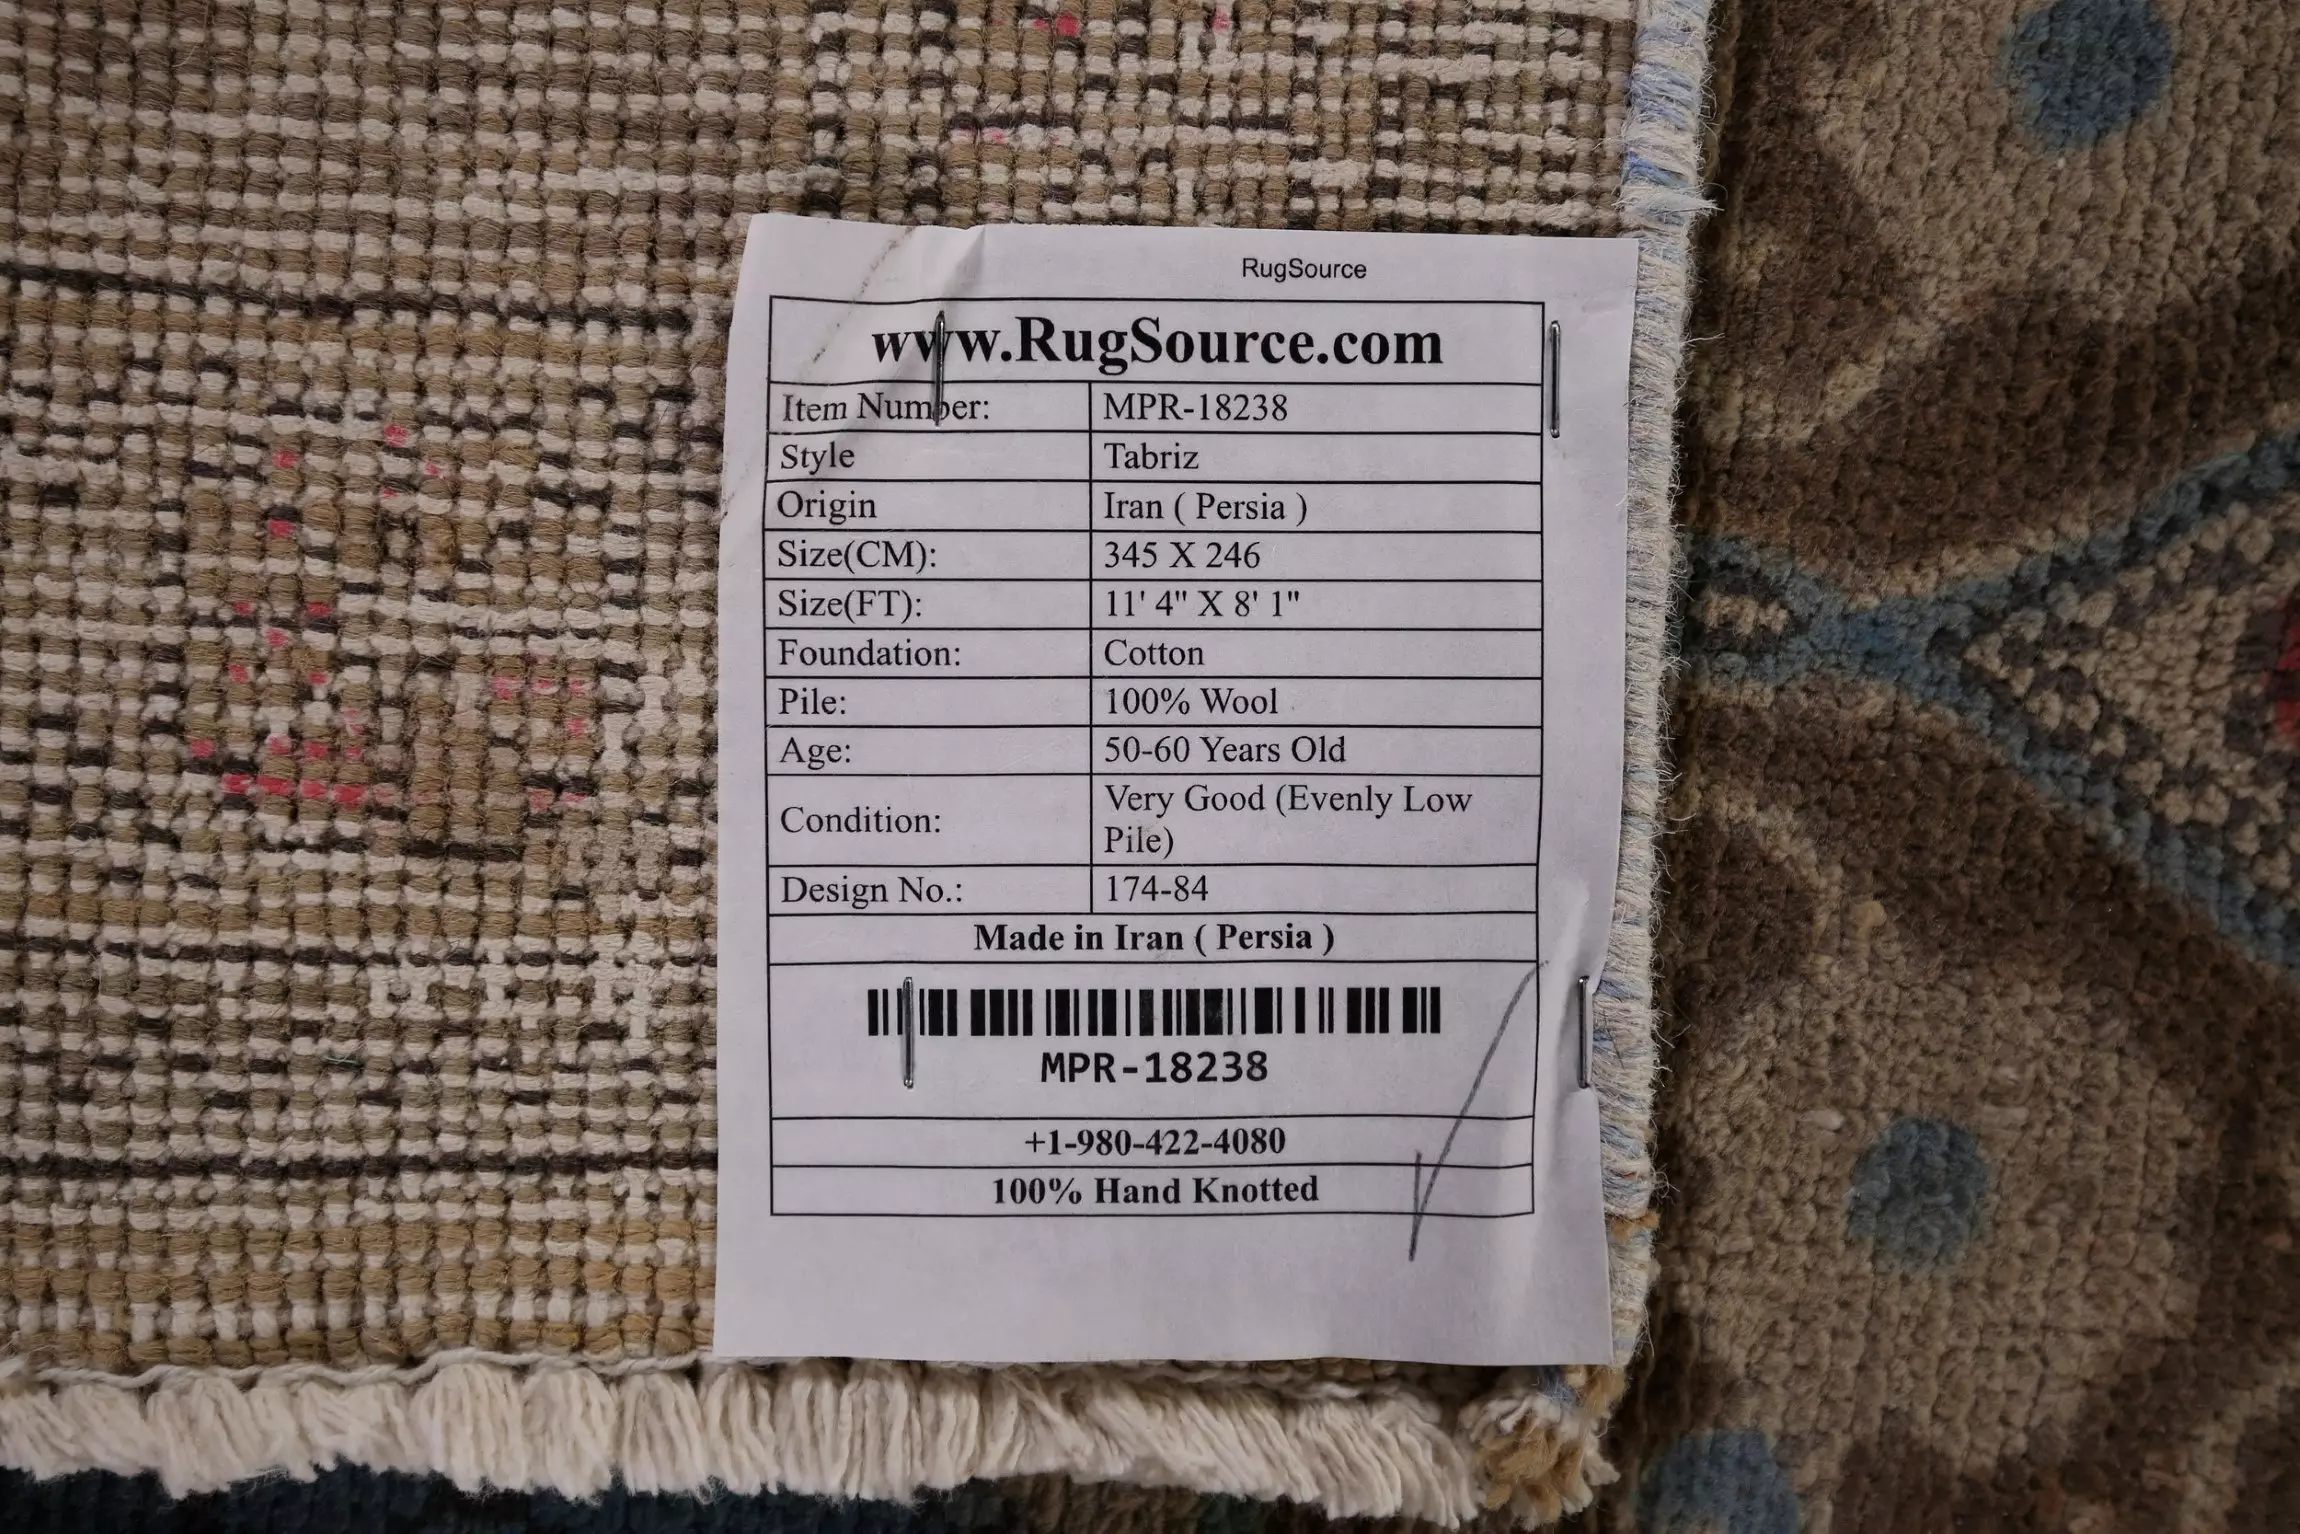 RugSource
www.RugSource.com
Item Number: MPR-18238
Style Tabriz
Origin Iran ( Persia )
Size(CM): 345 X 246
Size(FT): 11' 4" X 8' 1"
Foundation: Cotton
Pile: 100% Wool
Age: 50-60 Years Old
Condition: Very Good (Evenly Low
Pile)
Design No.: 174-84
Made in Iran ( Persia )
MPR-18238
+1-980-422-4080
100% Hand Knotted